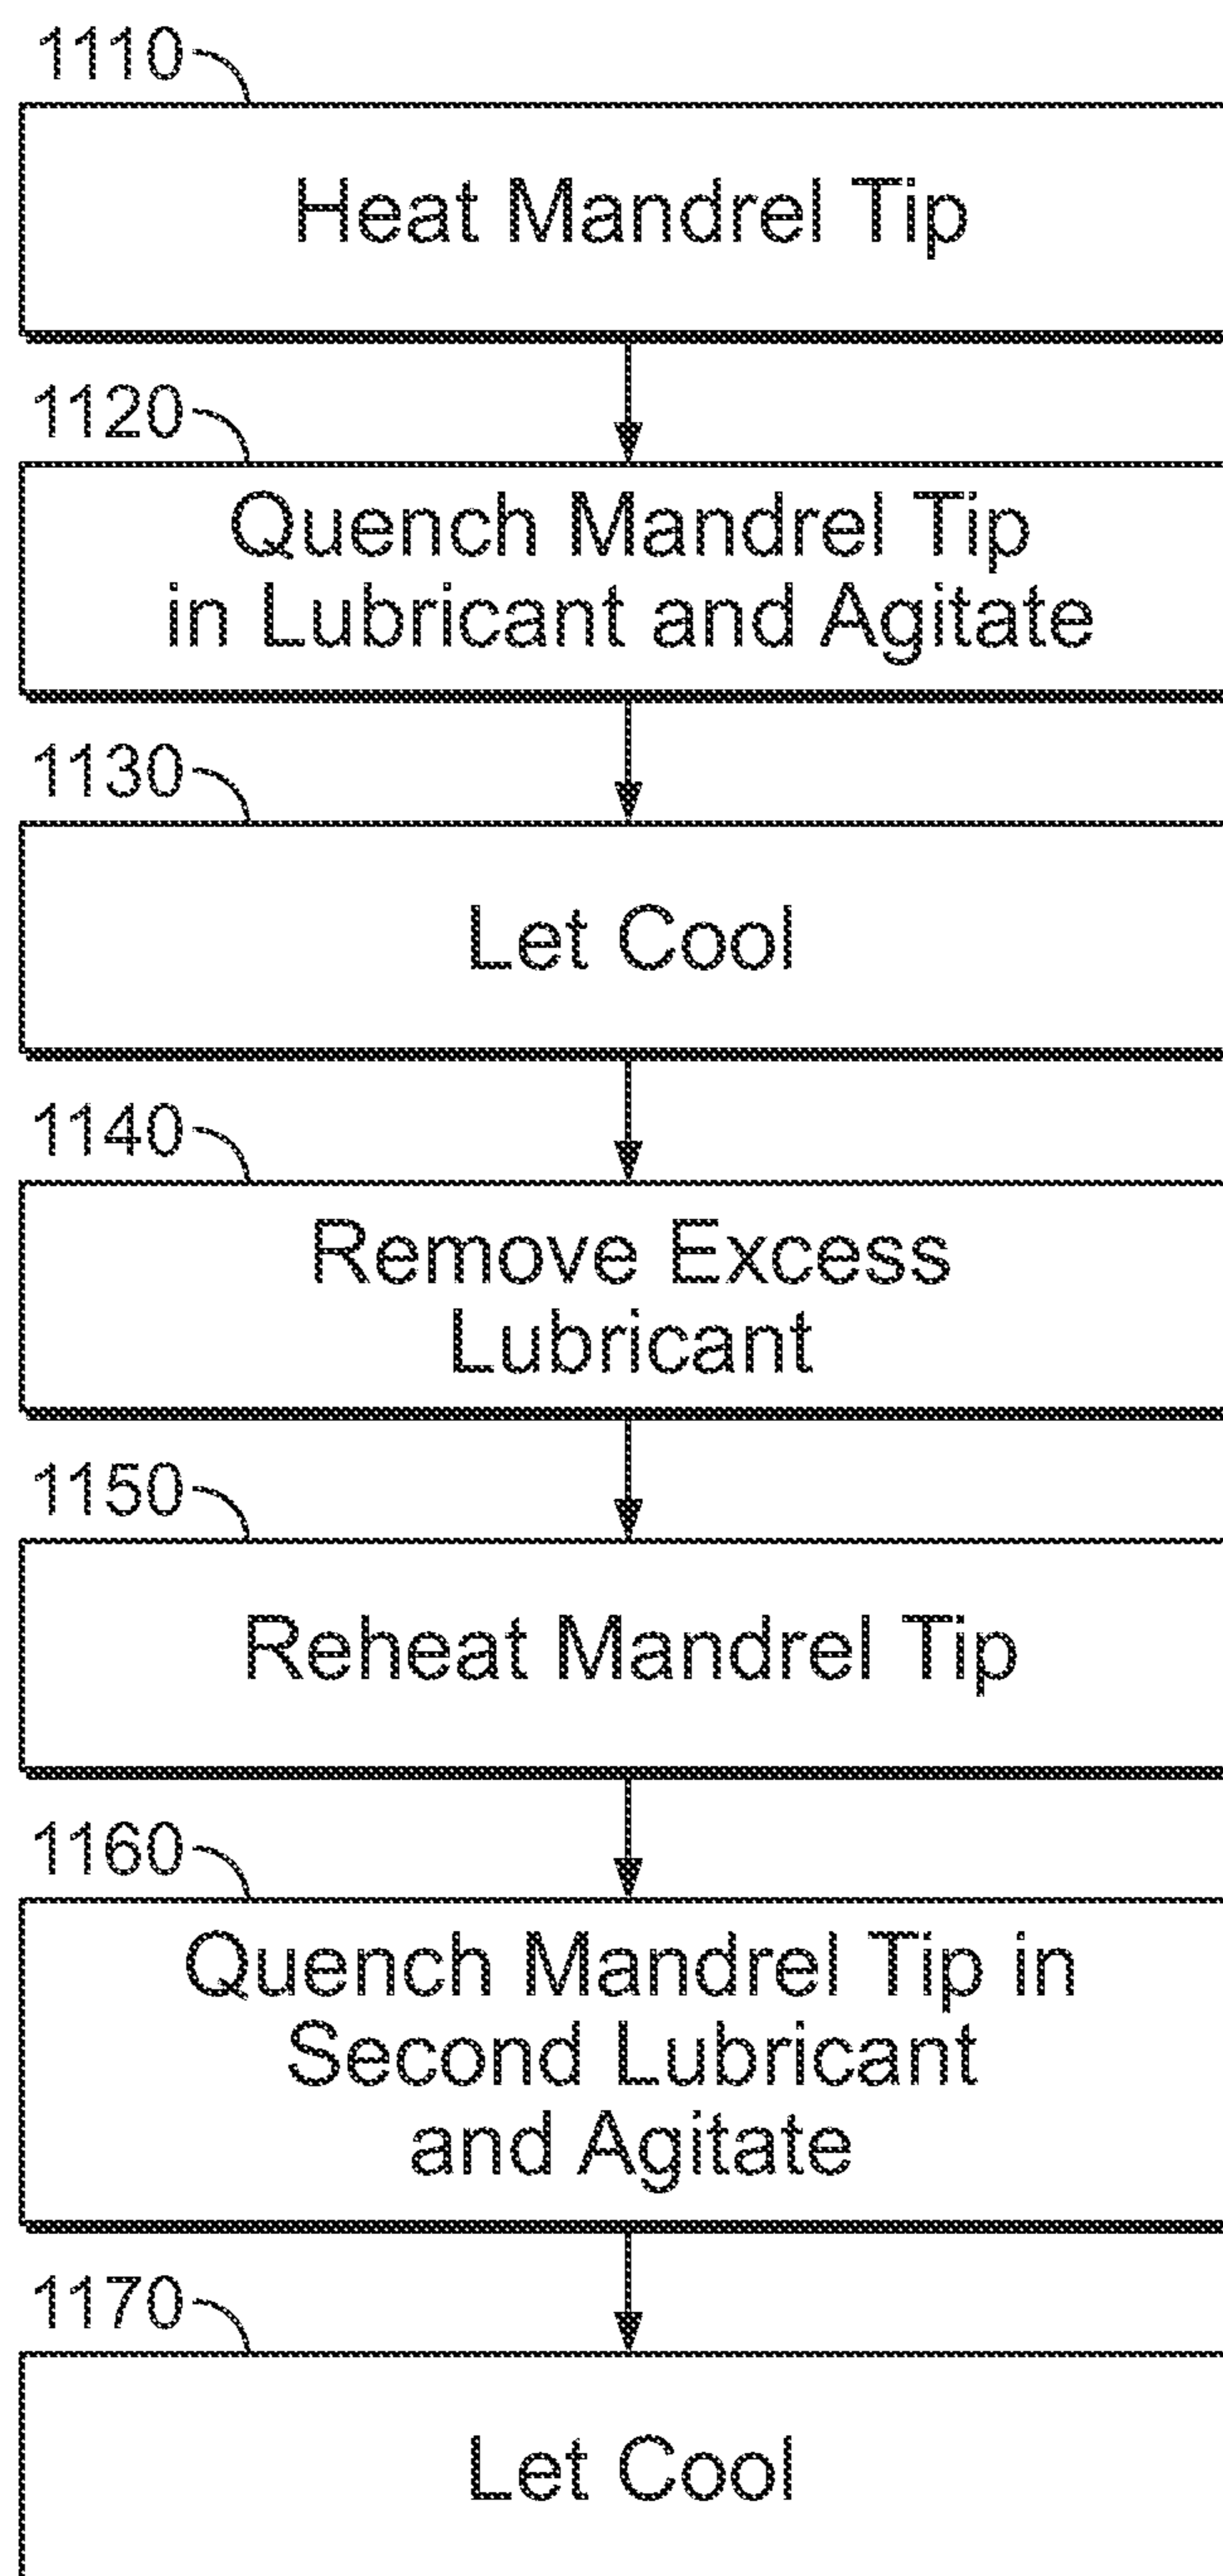 1110
Heat Mandrel Tip
1120
Quench Mandrel Tip
in Lubricant and Agitate
1130
Let Cool
1140
Remove Excess
Lubricant
1150
Reheat Mandrel Tip
1160
Quench Mandrel Tip in
Second Lubricant
and Agitate
1170
Let Cool